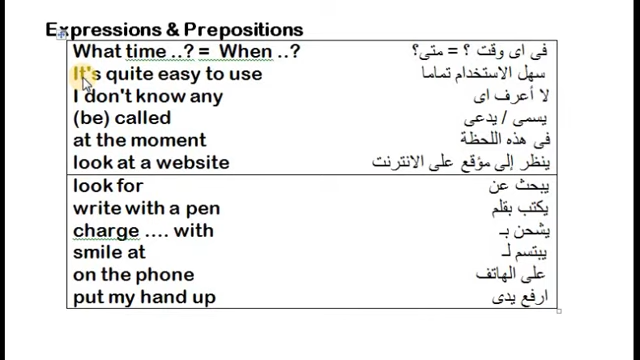 Expressions & Prepositions
What time ..? = When ..? فى اى وقت ؟ = متى؟
It's quite easy to use سهل الاستخدام تماما
I don't know any لا أعرف اى
(be) called يسمى / يدعى
at the moment فى هذه اللحظة
look at a website ينظر إلى مؤقع على الانترنت
look for يبحث عن
write with a pen يكتب بقلم
charge .... with يشحن بـ
smile at يبتسم لـ
on the phone على الهاتف
put my hand up ارفع يدى